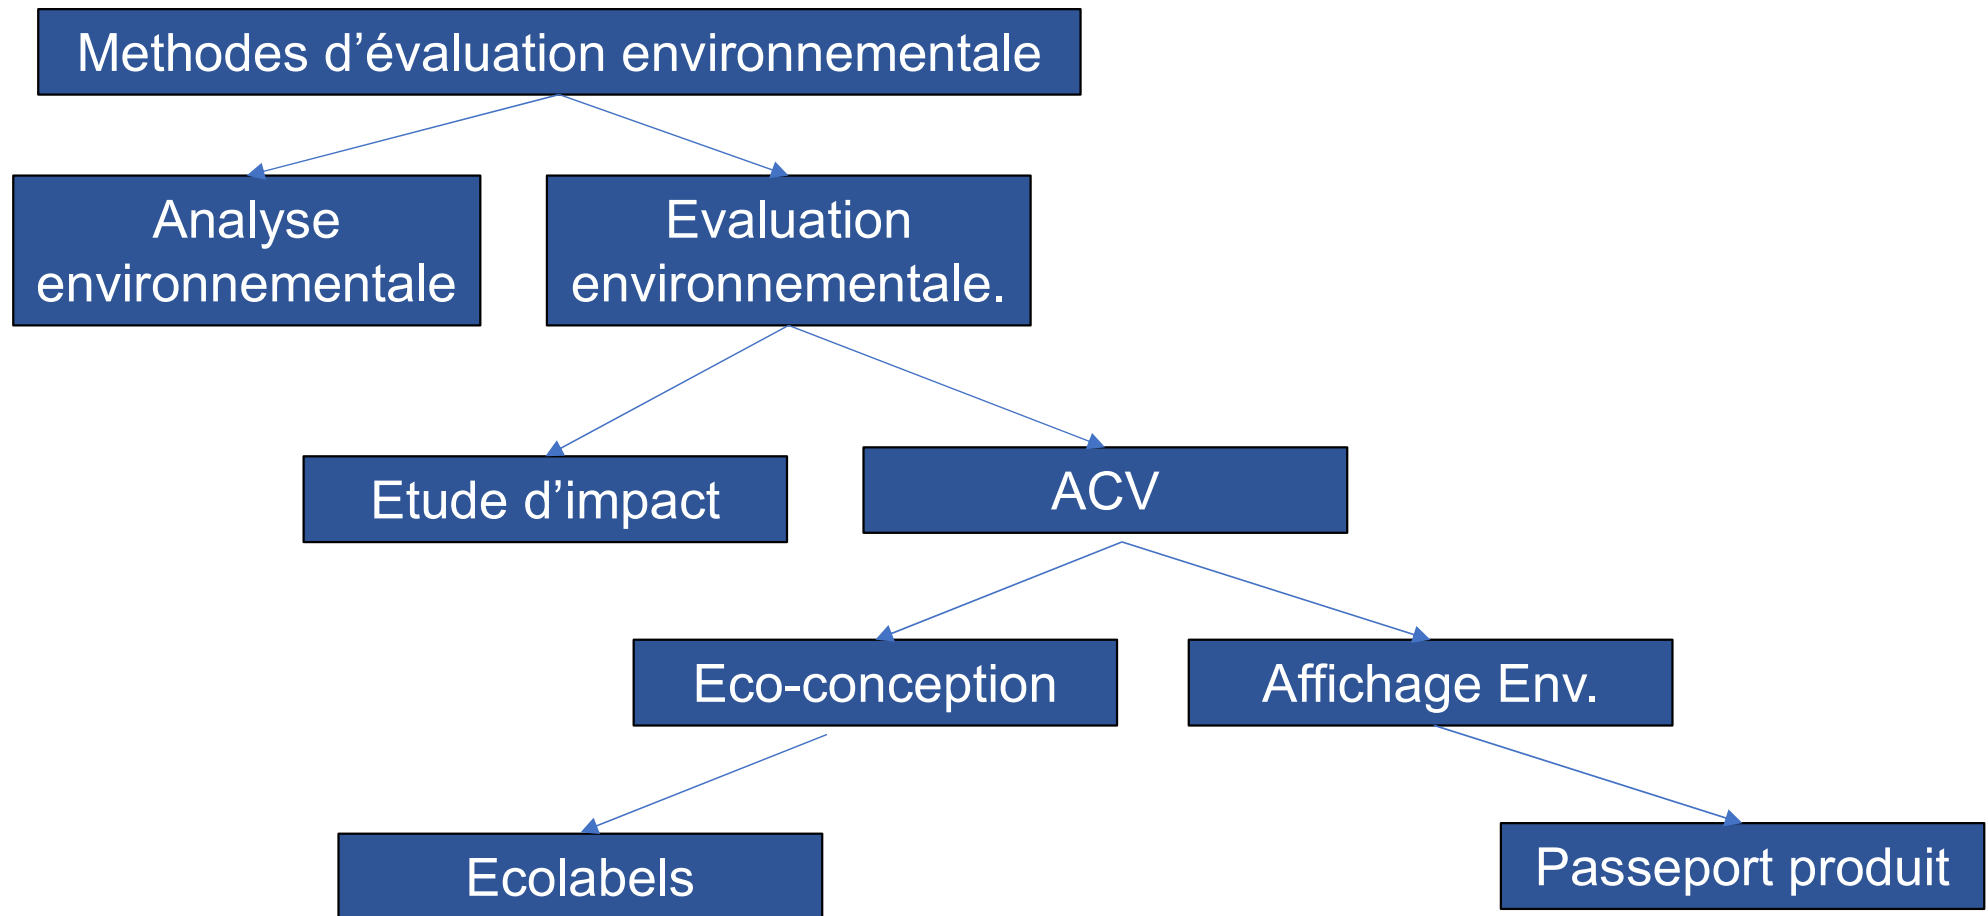 Methodes d’évaluation environnementale
Analyse
environnementale
Evaluation
environnementale.
Etude d’impact
ACV
Eco-conception
Affichage Env.
Ecolabels
Passeport produit